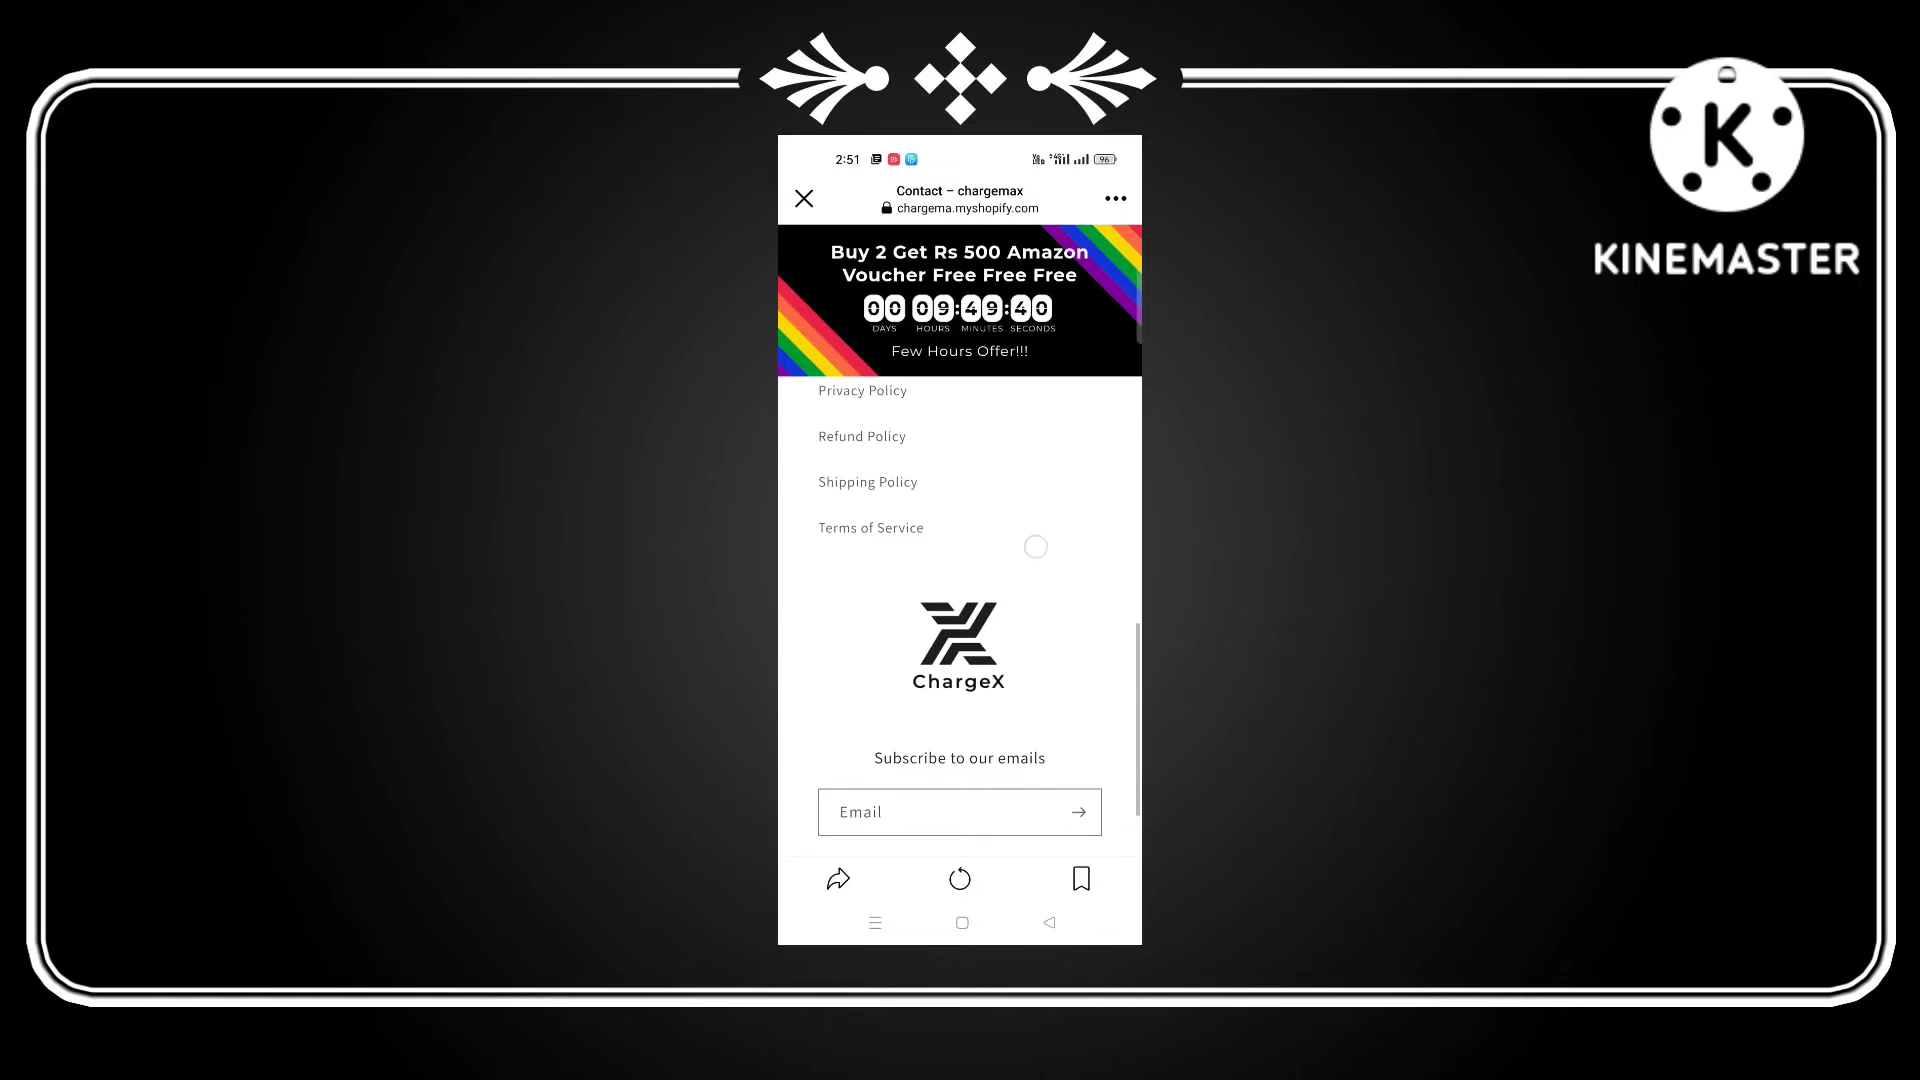 K
KINEMASTER
2:51
96
Contact – chargemax
chargema.myshopify.com
Buy 2 Get Rs 500 Amazon
Voucher Free Free Free
00 09:49:40
DAYS HOURS MINUTES SECONDS
Few Hours Offer!!!
Privacy Policy
Refund Policy
Shipping Policy
Terms of Service
ChargeX
Subscribe to our emails
Email